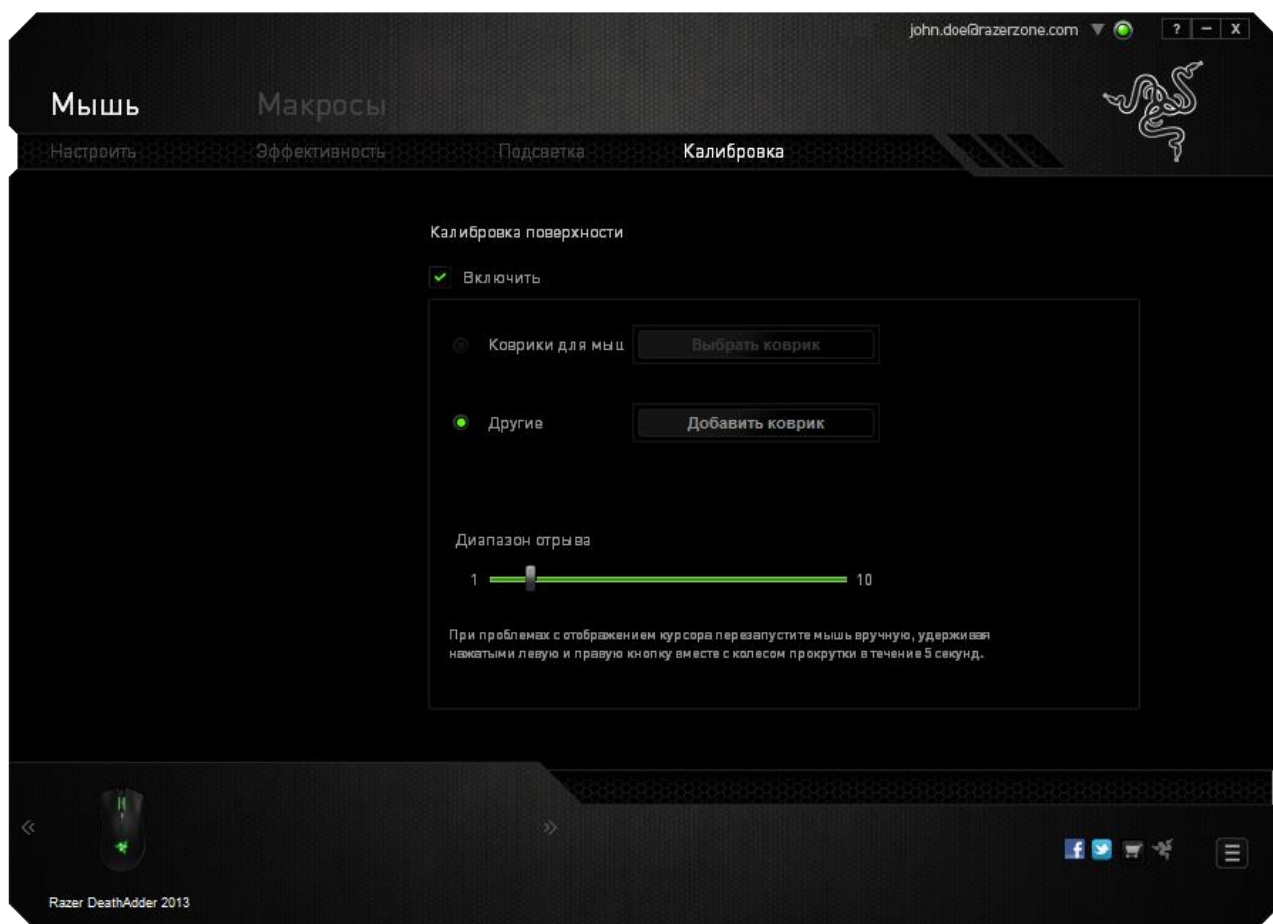 john.doe@razerzone.com
? – X
Мышь Макросы
Настроить Эффективность Подсветка Калибровка
Калибровка поверхности
Включить
Коврики для мыш Выбрать коврик
Другие Добавить коврик
Диапазон отрыва
1 10
При проблемах с отображением курсора перезапустите мышь вручную, удерживая
нажатыми левую и правую кнопку вместе с колесом прокрутки в течение 5 секунд.
Razer DeathAdder 2013